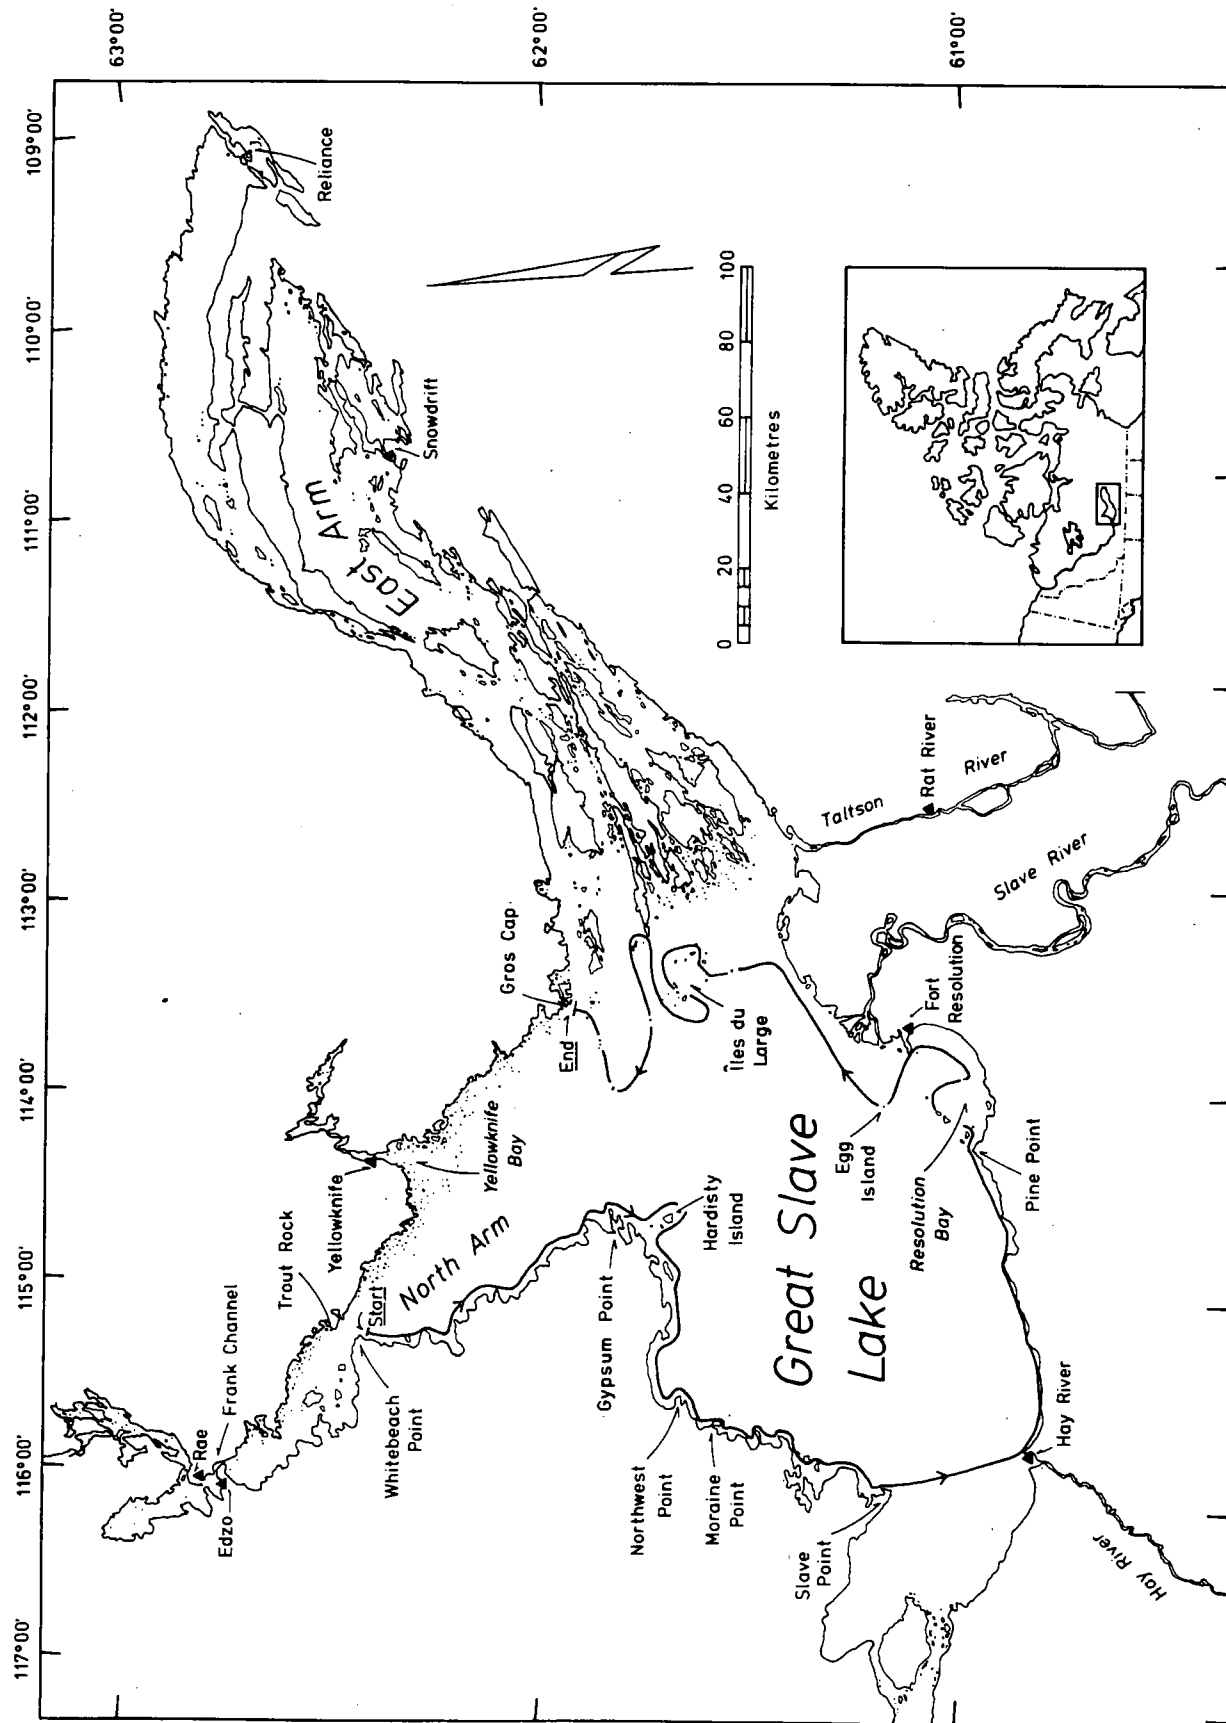 117°00'
116°00'
115°00'
114°00'
113°00'
112°00'
111°00'
110°00'
109°00'
63°00'
62°00'
61°00'
Reliance
Snowdrift
East
Arm
Gros Cap
End
Yellowknife
Yellowknife
Bay
Trout Rock
Frank Channel
Rae
Edzo
Start
North Arm
Whitebeach
Point
Gypsum Point
Hardisty
Island
Northwest
Point
Moraine
Point
Slave
Point
Great Slave
Lake
Îles du
Large
Egg
Island
Resolution
Bay
Pine Point
Fort
Resolution
Hay River
Hay River
Slave River
Taltson
River
Rat River
0 20 40 60 80 100
Kilometres